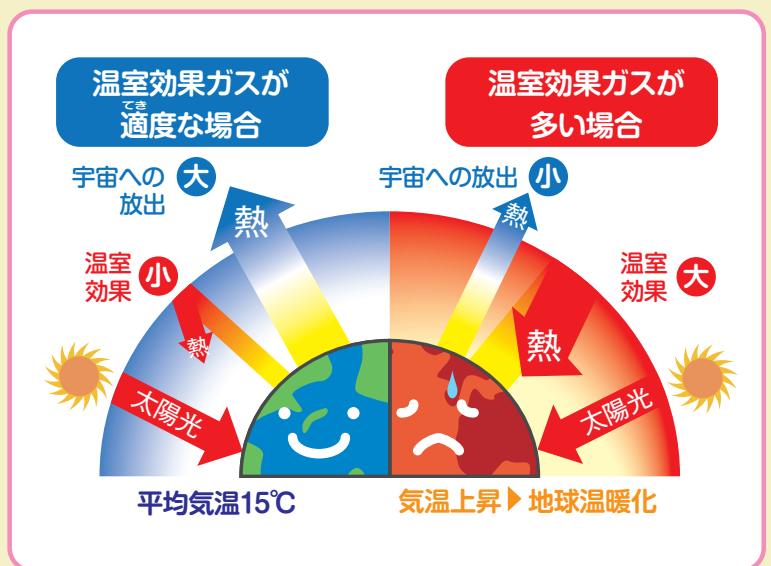 温室効果ガスが
てき
適度な場合
宇宙への
放出
大
熱
温室
効果
小
熱
太陽光
平均気温15℃
温室効果ガスが
多い場合
宇宙への放出
小
熱
温室
効果
大
熱
太陽光
気温上昇▶地球温暖化